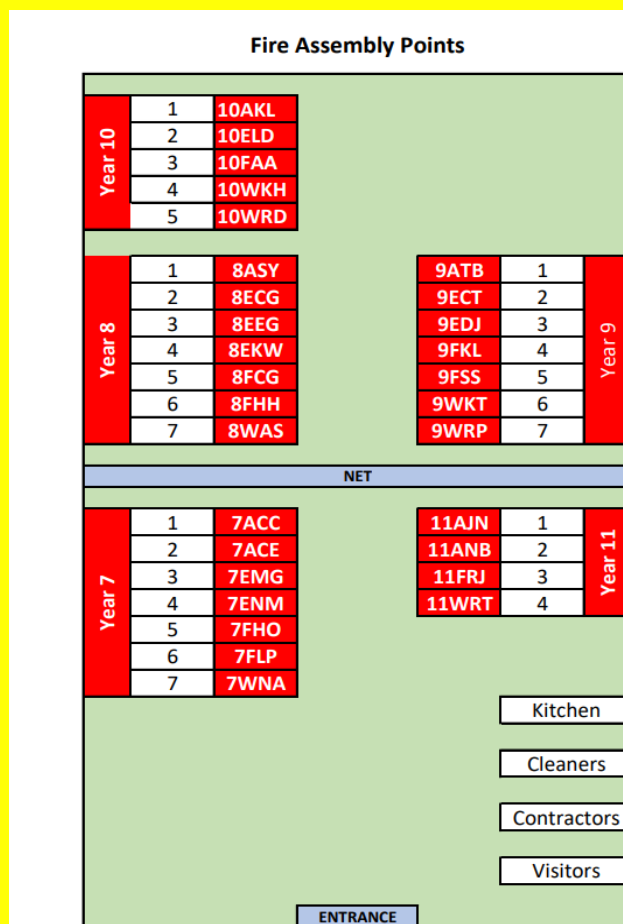 Fire Assembly Points
Year 10
1 10AKL
2 10ELD
3 10FAA
4 10WKH
5 10WRD
Year 8
1 8ASY
2 8ECG
3 8EEG
4 8EKW
5 8FCG
6 8FHH
7 8WAS
9ATB 1
9ECT 2
9EDJ 3
9FKL 4
9FSS 5
9WKT 6
9WRP 7
Year 9
NET
Year 7
1 7ACC
2 7ACE
3 7EMG
4 7ENM
5 7FHO
6 7FLP
7 7WNA
11AJN 1
11ANB 2
11FRJ 3
11WRT 4
Year 11
Kitchen
Cleaners
Contractors
Visitors
ENTRANCE